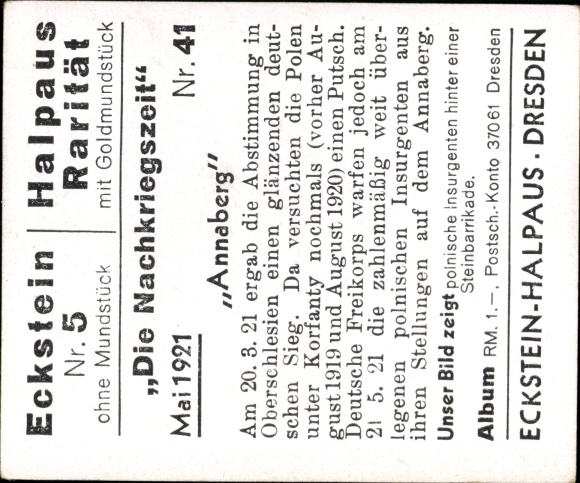 Eckstein
Nr. 5
ohne Mundstück
Halpaus
Rarität
mit Goldmundstück
„Die Nachkriegszeit“
Mai 1921 Nr. 41
„Annaberg“
Am 20. 3. 21 ergab die Abstimmung in
Oberschlesien einen glänzenden deut-
schen Sieg. Da versuchten die Polen
unter Korfanty nochmals (vorher Au-
gust 1919 und August 1920) einen Putsch.
Deutsche Freikorps warfen jedoch am
21 5. 21 die zahlenmäßig weit über-
legenen polnischen Insurgenten aus
ihren Stellungen auf dem Annaberg.
Unser Bild zeigt polnische Insurgenten hinter einer
Steinbarrikade.
Album RM. 1.–, Postsch.-Konto 37061 Dresden
ECKSTEIN-HALPAUS · DRESDEN